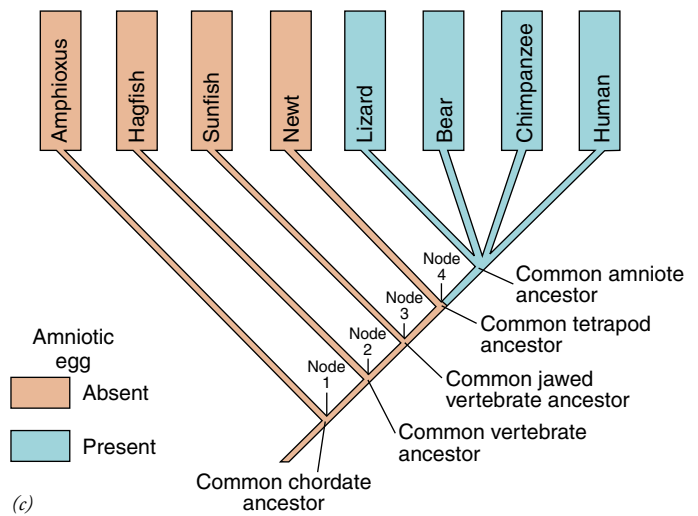 Amphioxus
Hagfish
Sunfish
Newt
Lizard
Bear
Chimpanzee
Human
Node
4
Common amniote
ancestor
Node
3
Common tetrapod
ancestor
Node
2
Common jawed
vertebrate ancestor
Node
1
Common vertebrate
ancestor
Common chordate
ancestor
Amniotic
egg
Absent
Present
(c)